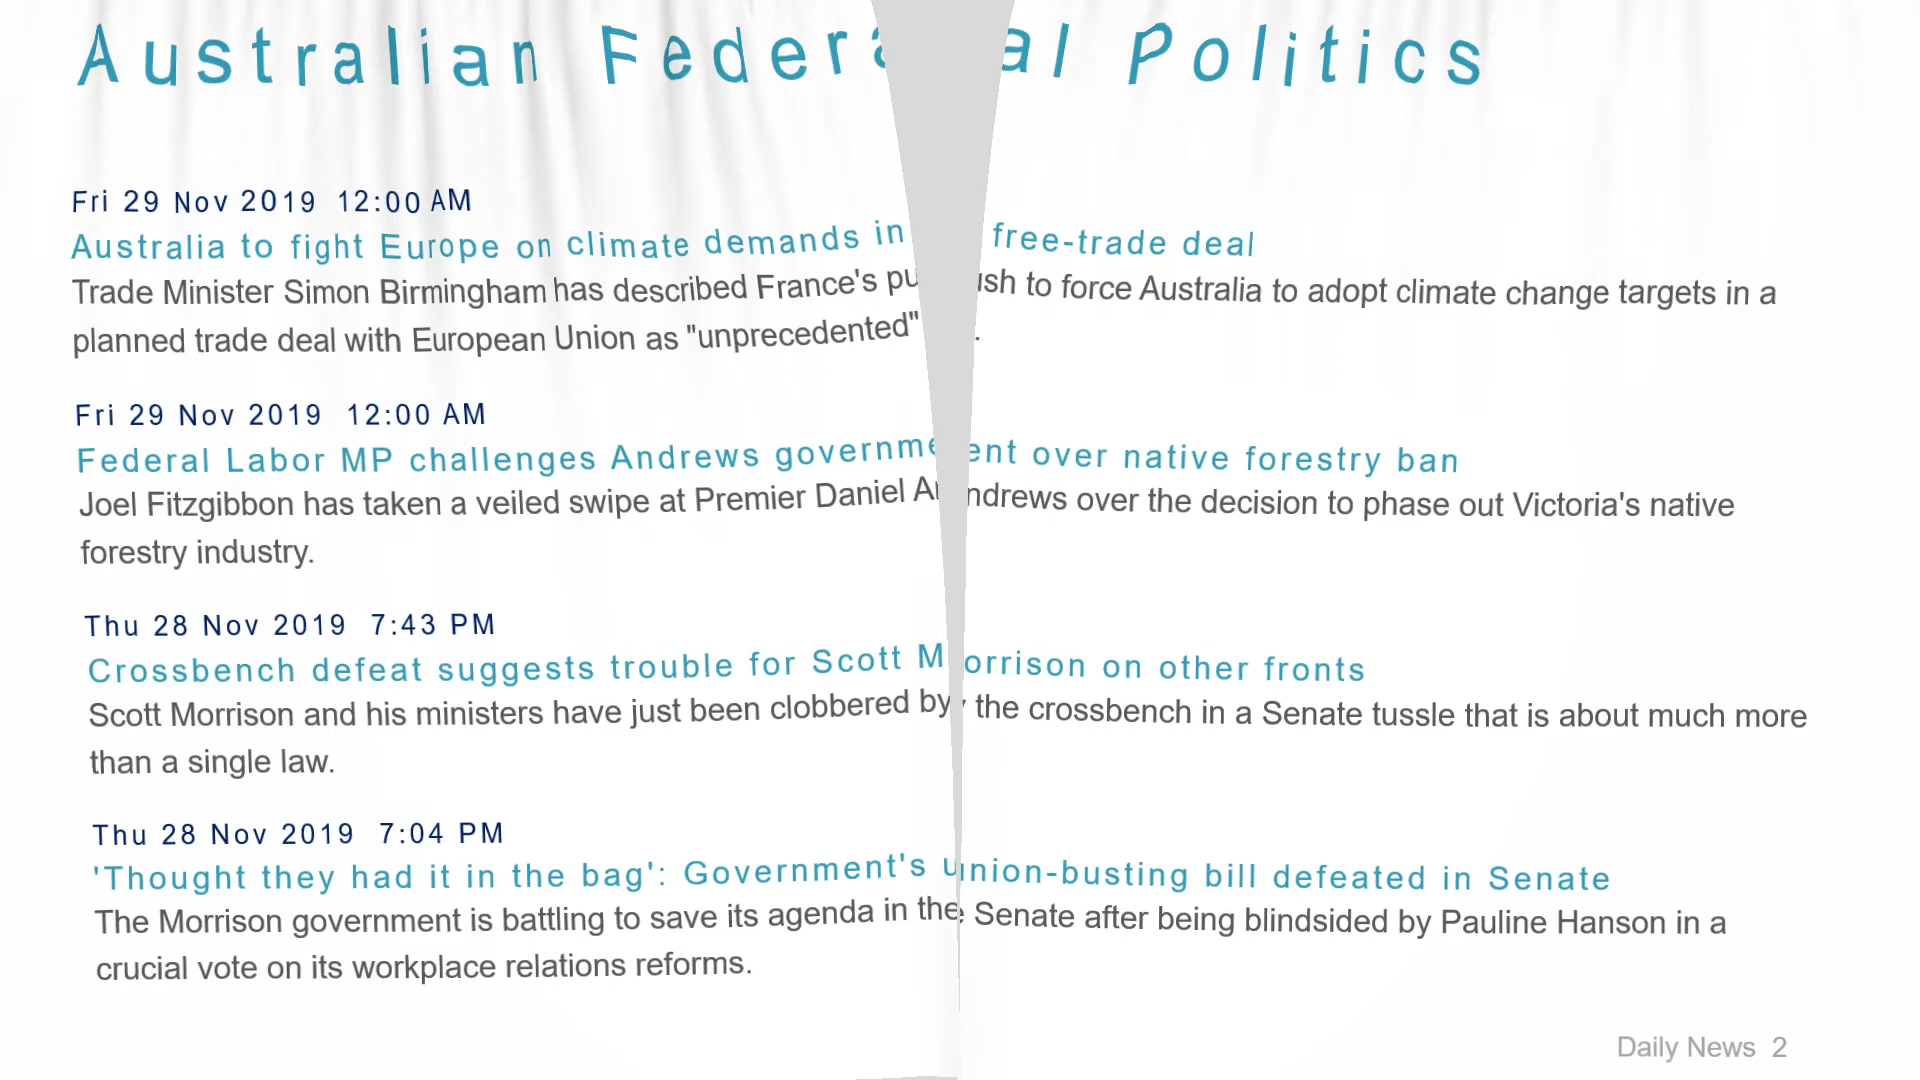 Australian Federal Politics
Fri 29 Nov 2019 12:00 AM
Australia to fight Europe on climate demands in free-trade deal
Trade Minister Simon Birmingham has described France's push to force Australia to adopt climate change targets in a
planned trade deal with European Union as "unprecedented".
Fri 29 Nov 2019 12:00 AM
Federal Labor MP challenges Andrews government over native forestry ban
Joel Fitzgibbon has taken a veiled swipe at Premier Daniel Andrews over the decision to phase out Victoria's native
forestry industry.
Thu 28 Nov 2019 7:43 PM
Crossbench defeat suggests trouble for Scott Morrison on other fronts
Scott Morrison and his ministers have just been clobbered by the crossbench in a Senate tussle that is about much more
than a single law.
Thu 28 Nov 2019 7:04 PM
'Thought they had it in the bag': Government's union-busting bill defeated in Senate
The Morrison government is battling to save its agenda in the Senate after being blindsided by Pauline Hanson in a
crucial vote on its workplace relations reforms.
Daily News 2